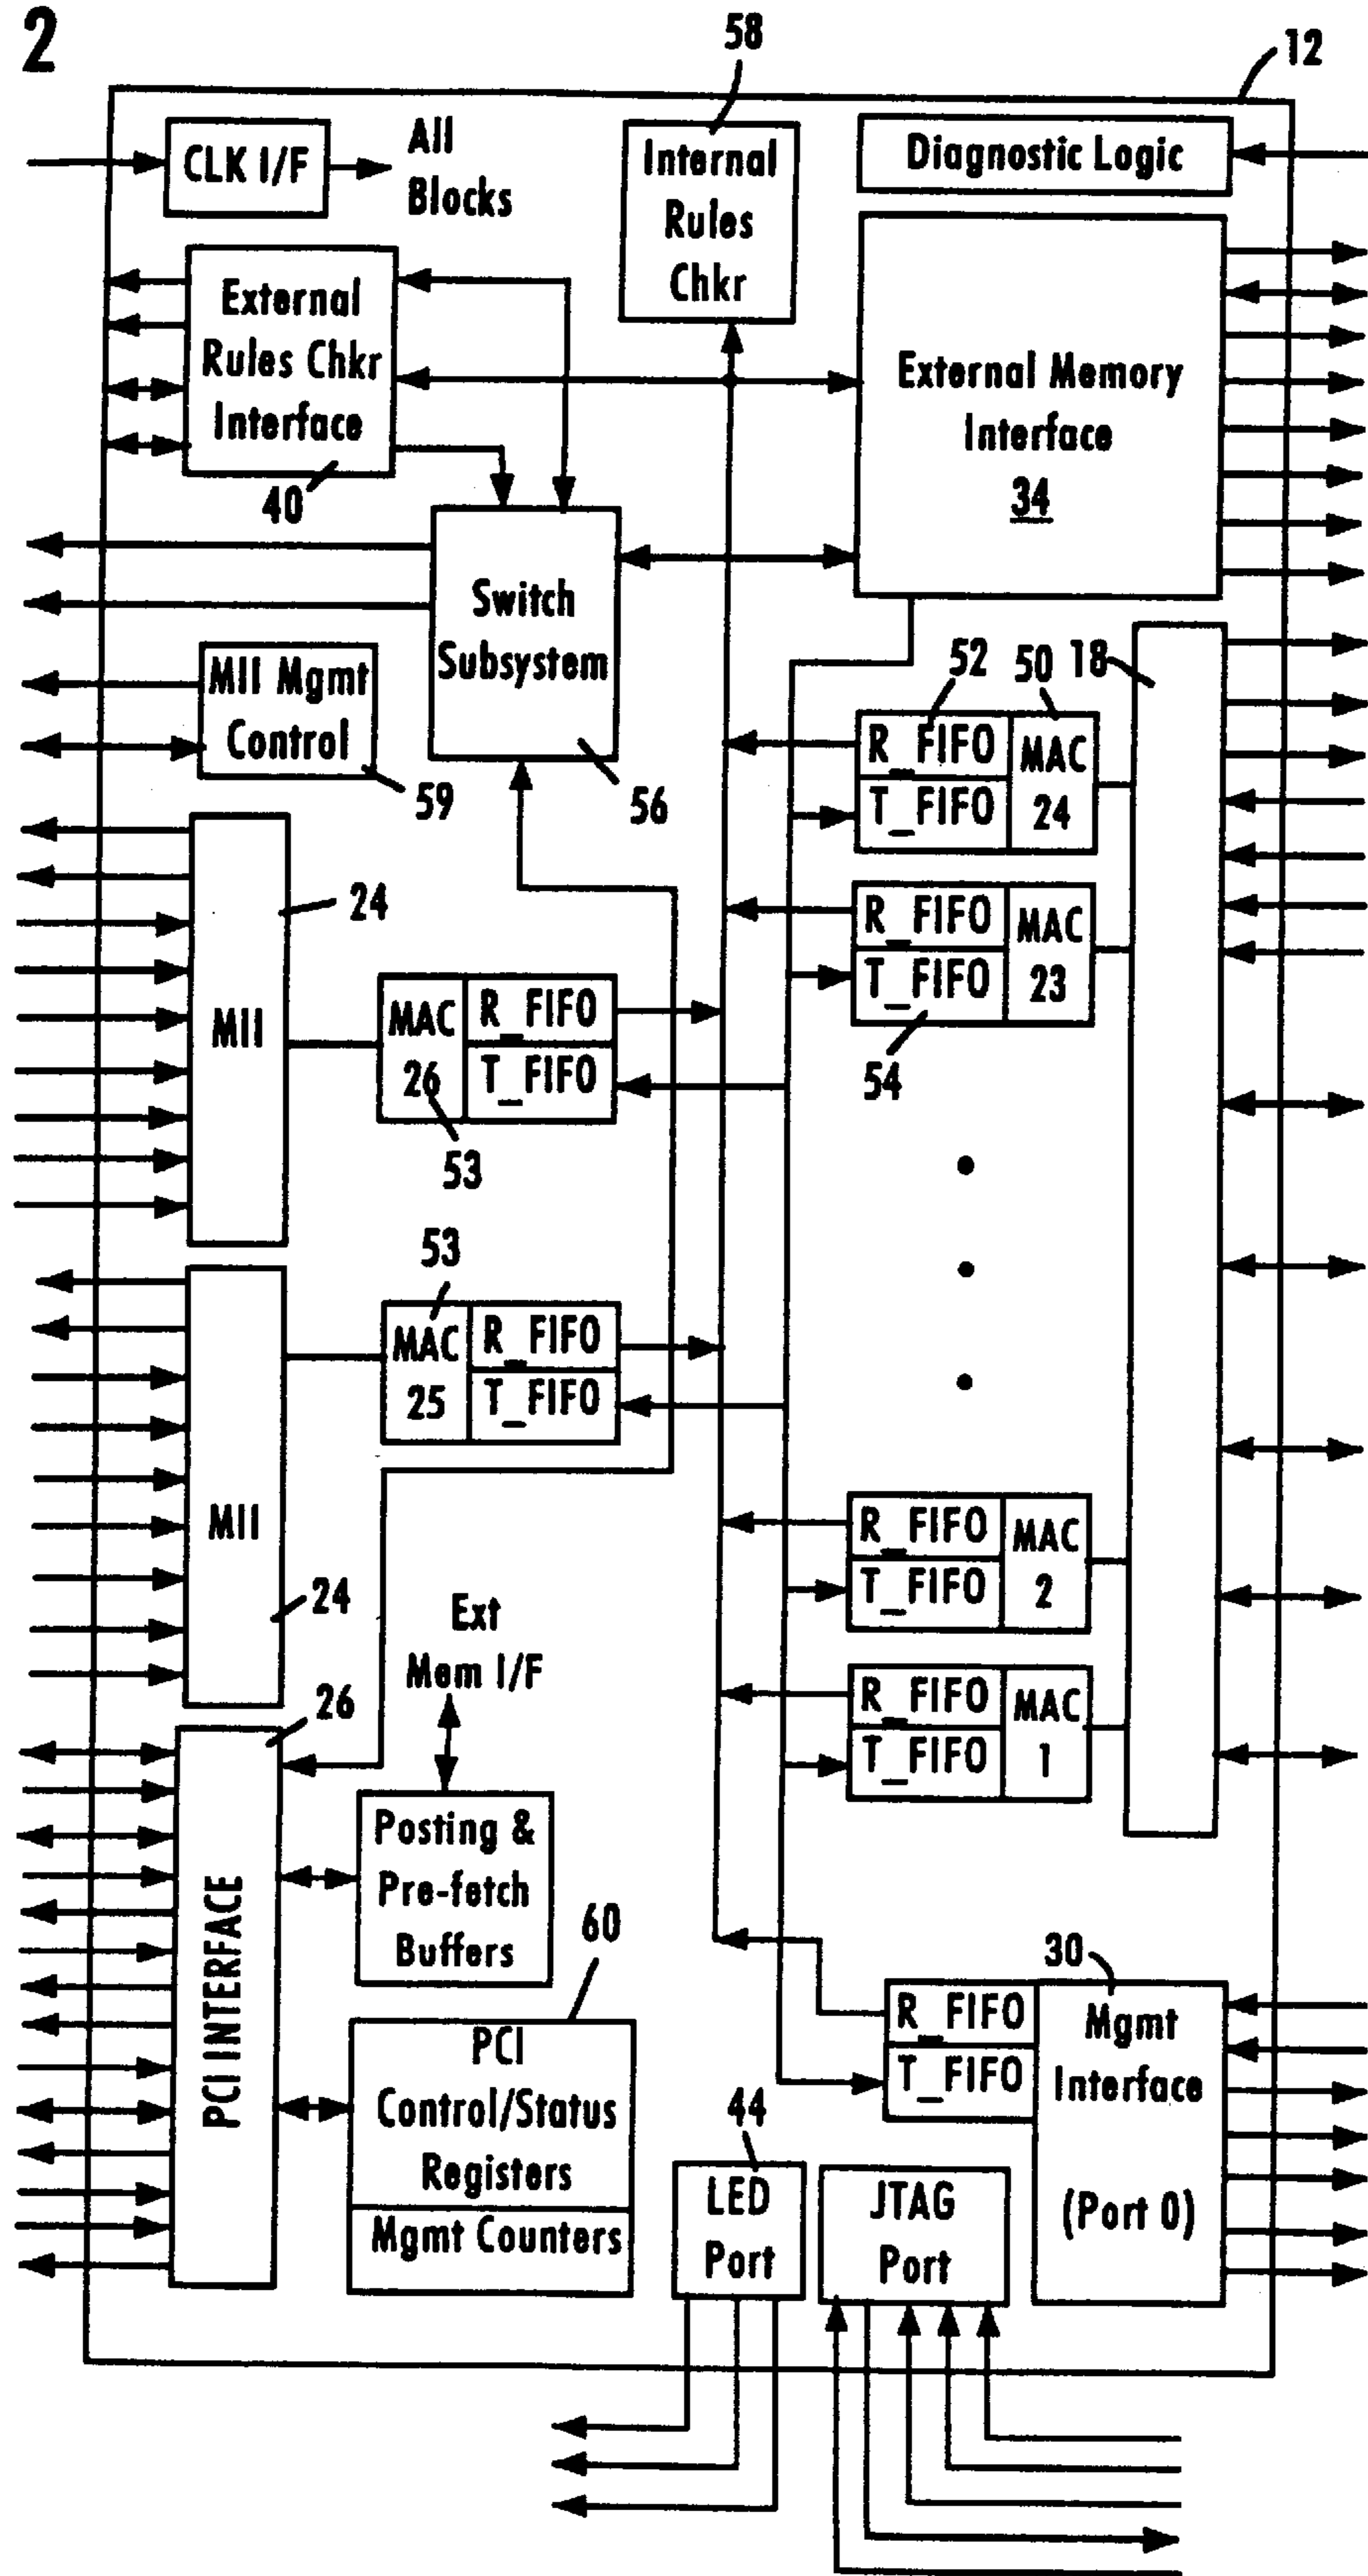 2
58
12
CLK I/F
All
Blocks
Internal
Rules
Chkr
Diagnostic Logic
External
Rules Chkr
Interface
40
External Memory
Interface
34
Switch
Subsystem
56
MII Mgmt
Control
59
52
50
18
R_FIFO
T_FIFO
MAC
24
R_FIFO
T_FIFO
MAC
23
54
24
MII
MAC
26
R_FIFO
T_FIFO
53
53
MAC
25
R_FIFO
T_FIFO
MII
24
R_FIFO
T_FIFO
MAC
2
R_FIFO
T_FIFO
MAC
1
Ext
Mem I/F
26
PCI INTERFACE
Posting &
Pre-fetch
Buffers
60
PCI
Control/Status
Registers
Mgmt Counters
30
R_FIFO
T_FIFO
Mgmt
Interface
(Port 0)
44
LED
Port
JTAG
Port